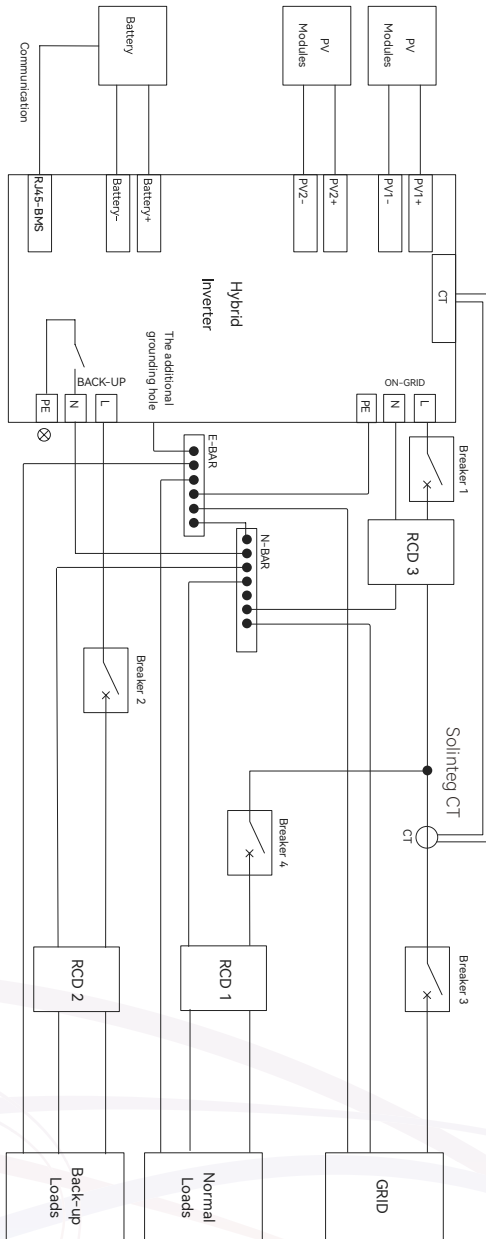 Battery
Communication
PV
Modules
PV
Modules
RJ45-BMS
Battery-
Battery+
PV2-
PV2+
PV1-
PV1+
CT
Hybrid
Inverter
The additional
grounding hole
BACK-UP
PE
N
L
ON-GRID
PE
N
L
E-BAR
N-BAR
Breaker 1
RCD 3
Breaker 2
Solinteg CT
CT
Breaker 4
Breaker 3
RCD 2
RCD 1
Back-up
Loads
Normal
Loads
GRID